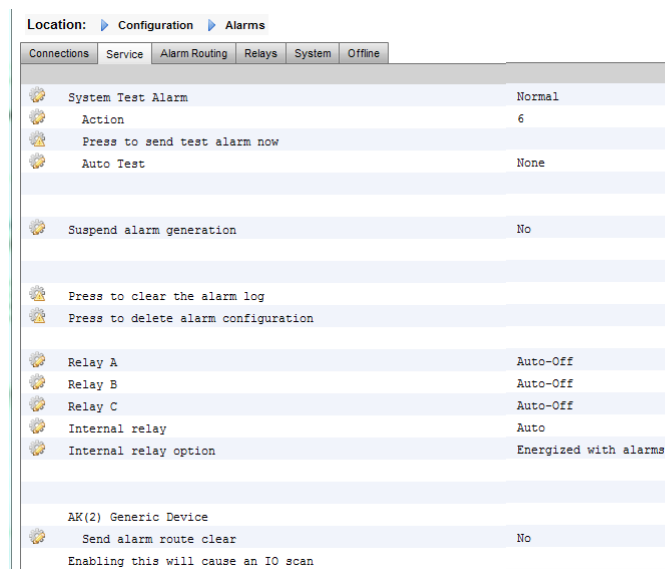 Location: Configuration Alarms
Connections Service Alarm Routing Relays System Offline
System Test Alarm Normal
Action 6
Press to send test alarm now
Auto Test None
Suspend alarm generation No
Press to clear the alarm log
Press to delete alarm configuration
Relay A Auto-Off
Relay B Auto-Off
Relay C Auto-Off
Internal relay Auto
Internal relay option Energized with alarms
AK(2) Generic Device
Send alarm route clear No
Enabling this will cause an IO scan